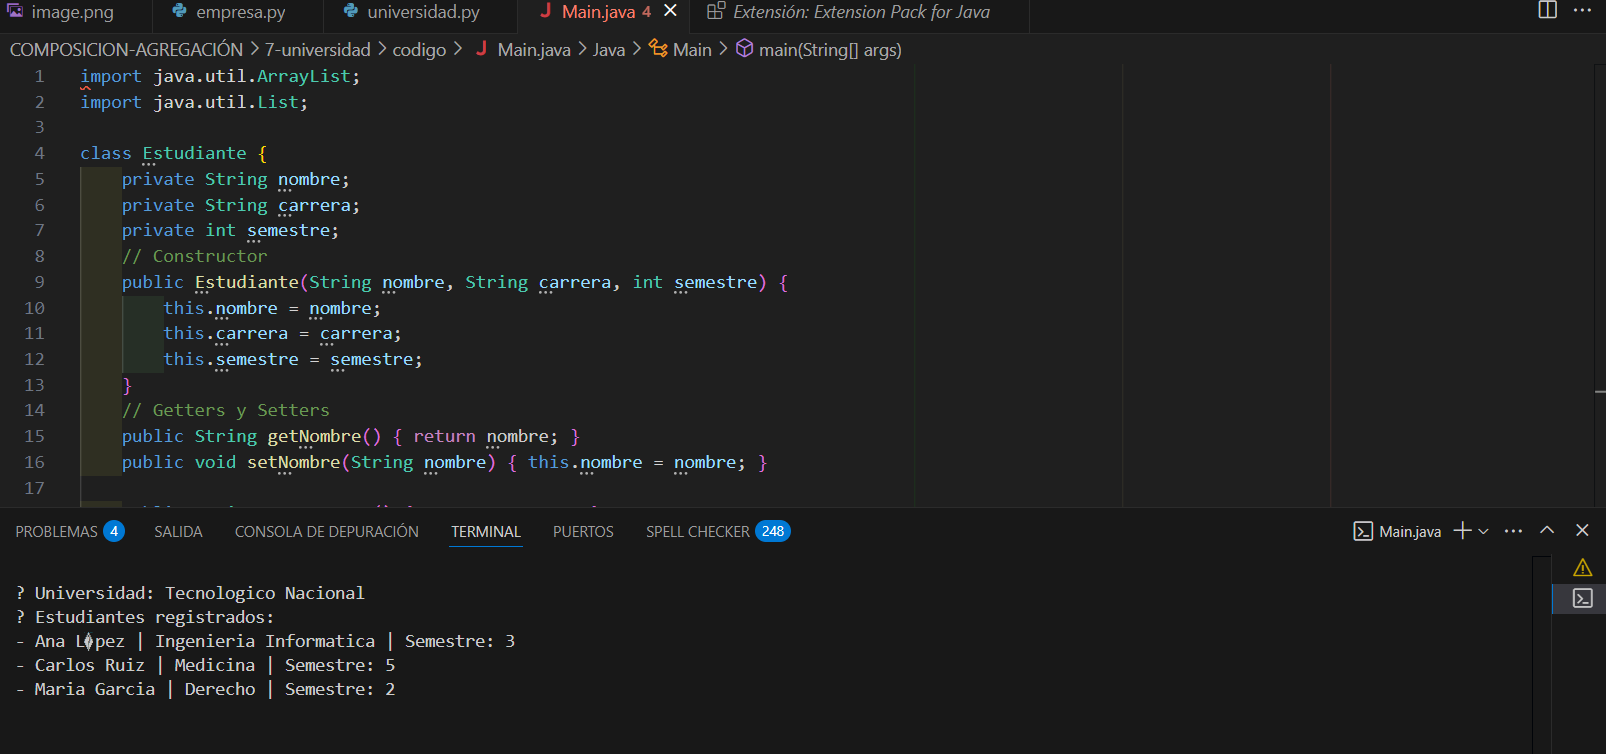 image.png empresa.py universidad.py Main.java 4 Extensión: Extension Pack for Java
COMPOSICION-AGREGACIÓN > 7-universidad > codigo > Main.java > Java > Main > main(String[] args)
1 import java.util.ArrayList;
2 import java.util.List;
3
4 class Estudiante {
5 private String nombre;
6 private String carrera;
7 private int semestre;
8 // Constructor
9 public Estudiante(String nombre, String carrera, int semestre) {
10 this.nombre = nombre;
11 this.carrera = carrera;
12 this.semestre = semestre;
13 }
14 // Getters y Setters
15 public String getNombre() { return nombre; }
16 public void setNombre(String nombre) { this.nombre = nombre; }
17
PROBLEMAS 4 SALIDA CONSOLA DE DEPURACIÓN TERMINAL PUERTOS SPELL CHECKER 248 Main.java
? Universidad: Tecnologico Nacional
? Estudiantes registrados:
- Ana L�pez | Ingenieria Informatica | Semestre: 3
- Carlos Ruiz | Medicina | Semestre: 5
- Maria Garcia | Derecho | Semestre: 2